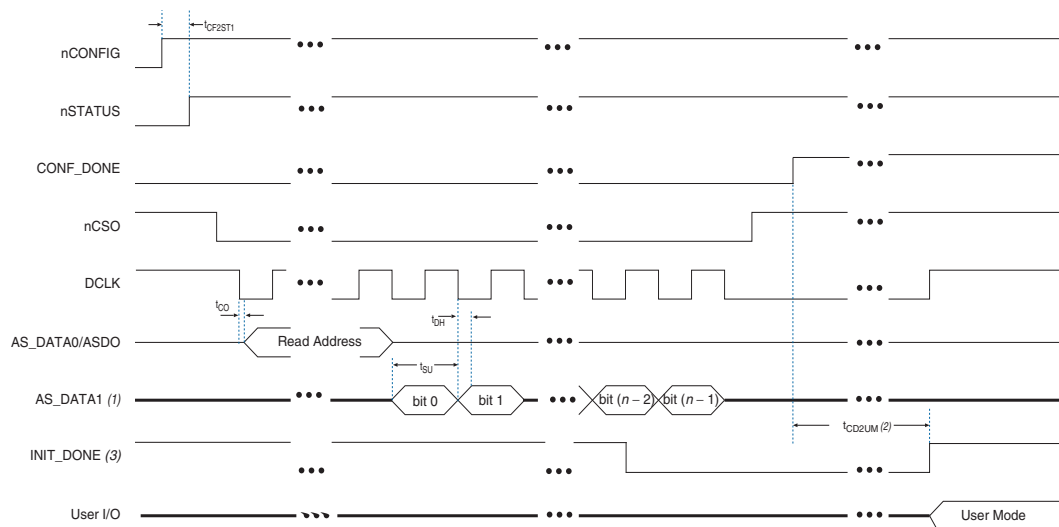 tCF2ST1
nCONFIG
nSTATUS
CONF_DONE
nCSO
DCLK
tCO
tDH
AS_DATA0/ASDO
Read Address
tSU
AS_DATA1 (1)
bit 0
bit 1
bit (n − 2)
bit (n − 1)
tCD2UM (2)
INIT_DONE (3)
User I/O
User Mode